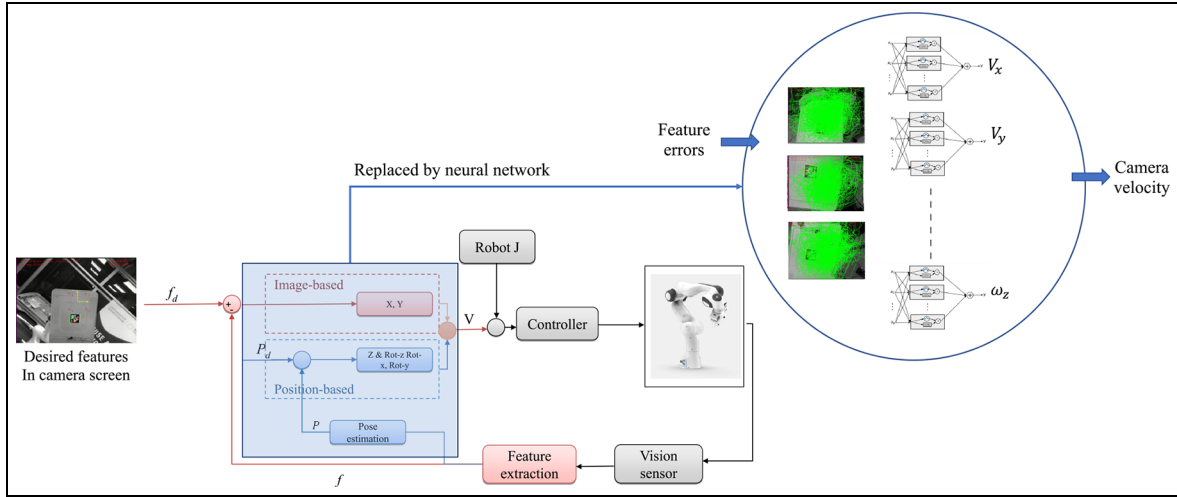 V_x
Feature
errors
V_y
Camera
velocity
Replaced by neural network
Robot J
ω_z
Image-based
f_d
+
-
X, Y
V
Controller
Desired features
In camera screen
P_d
Z & Rot-z Rot-
x, Rot-y
Position-based
P
Pose
estimation
Feature
extraction
Vision
sensor
f